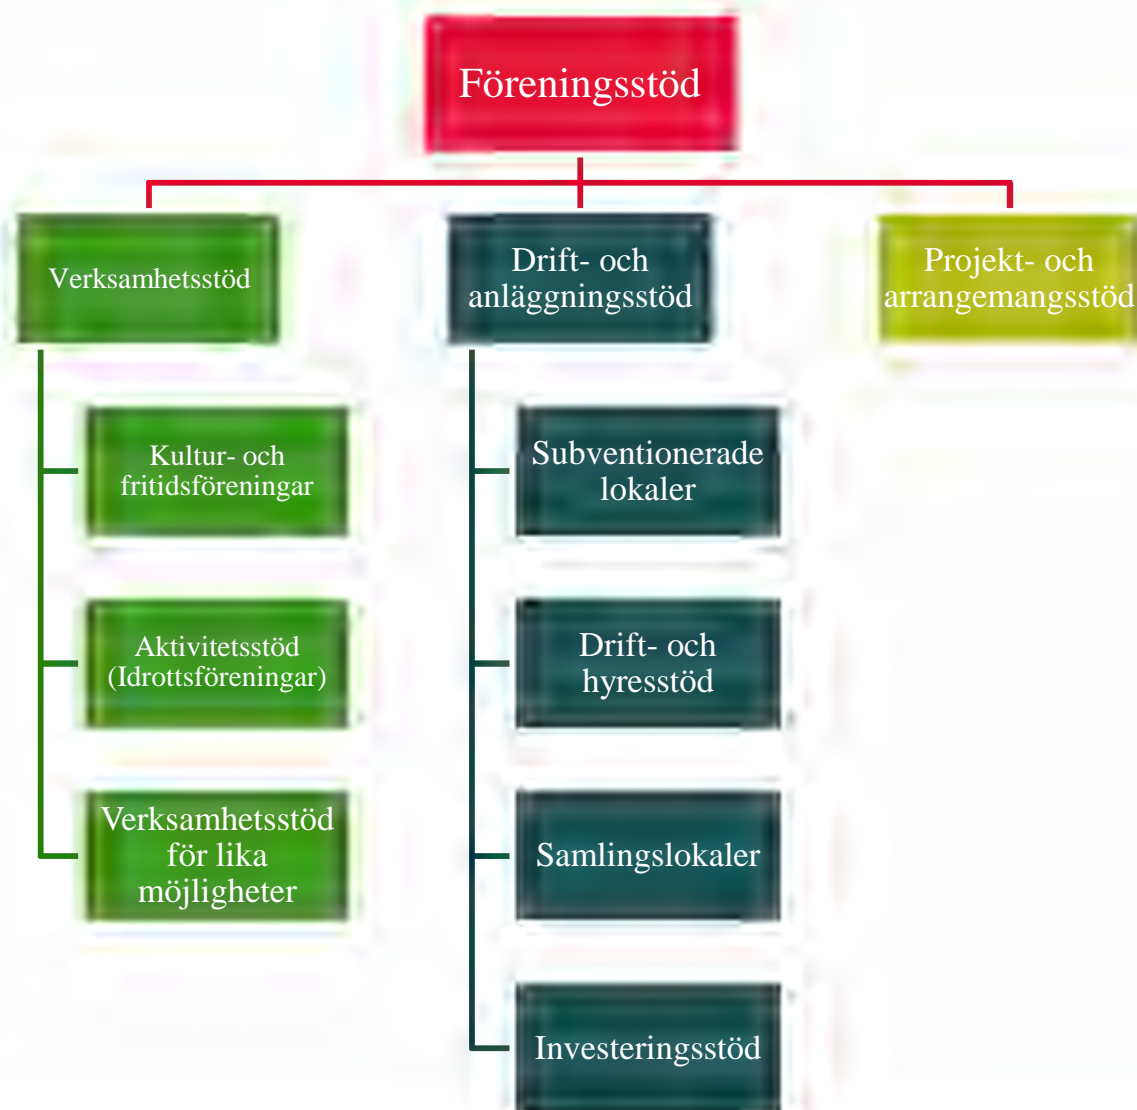 Föreningsstöd
Verksamhetsstöd
Kultur- och
fritidsföreningar
Aktivitetsstöd
(Idrottsföreningar)
Verksamhetsstöd
för lika
möjligheter
Drift- och
anläggningsstöd
Subventionerade
lokaler
Drift- och
hyresstöd
Samlingslokaler
Investeringsstöd
Projekt- och
arrangemangsstöd